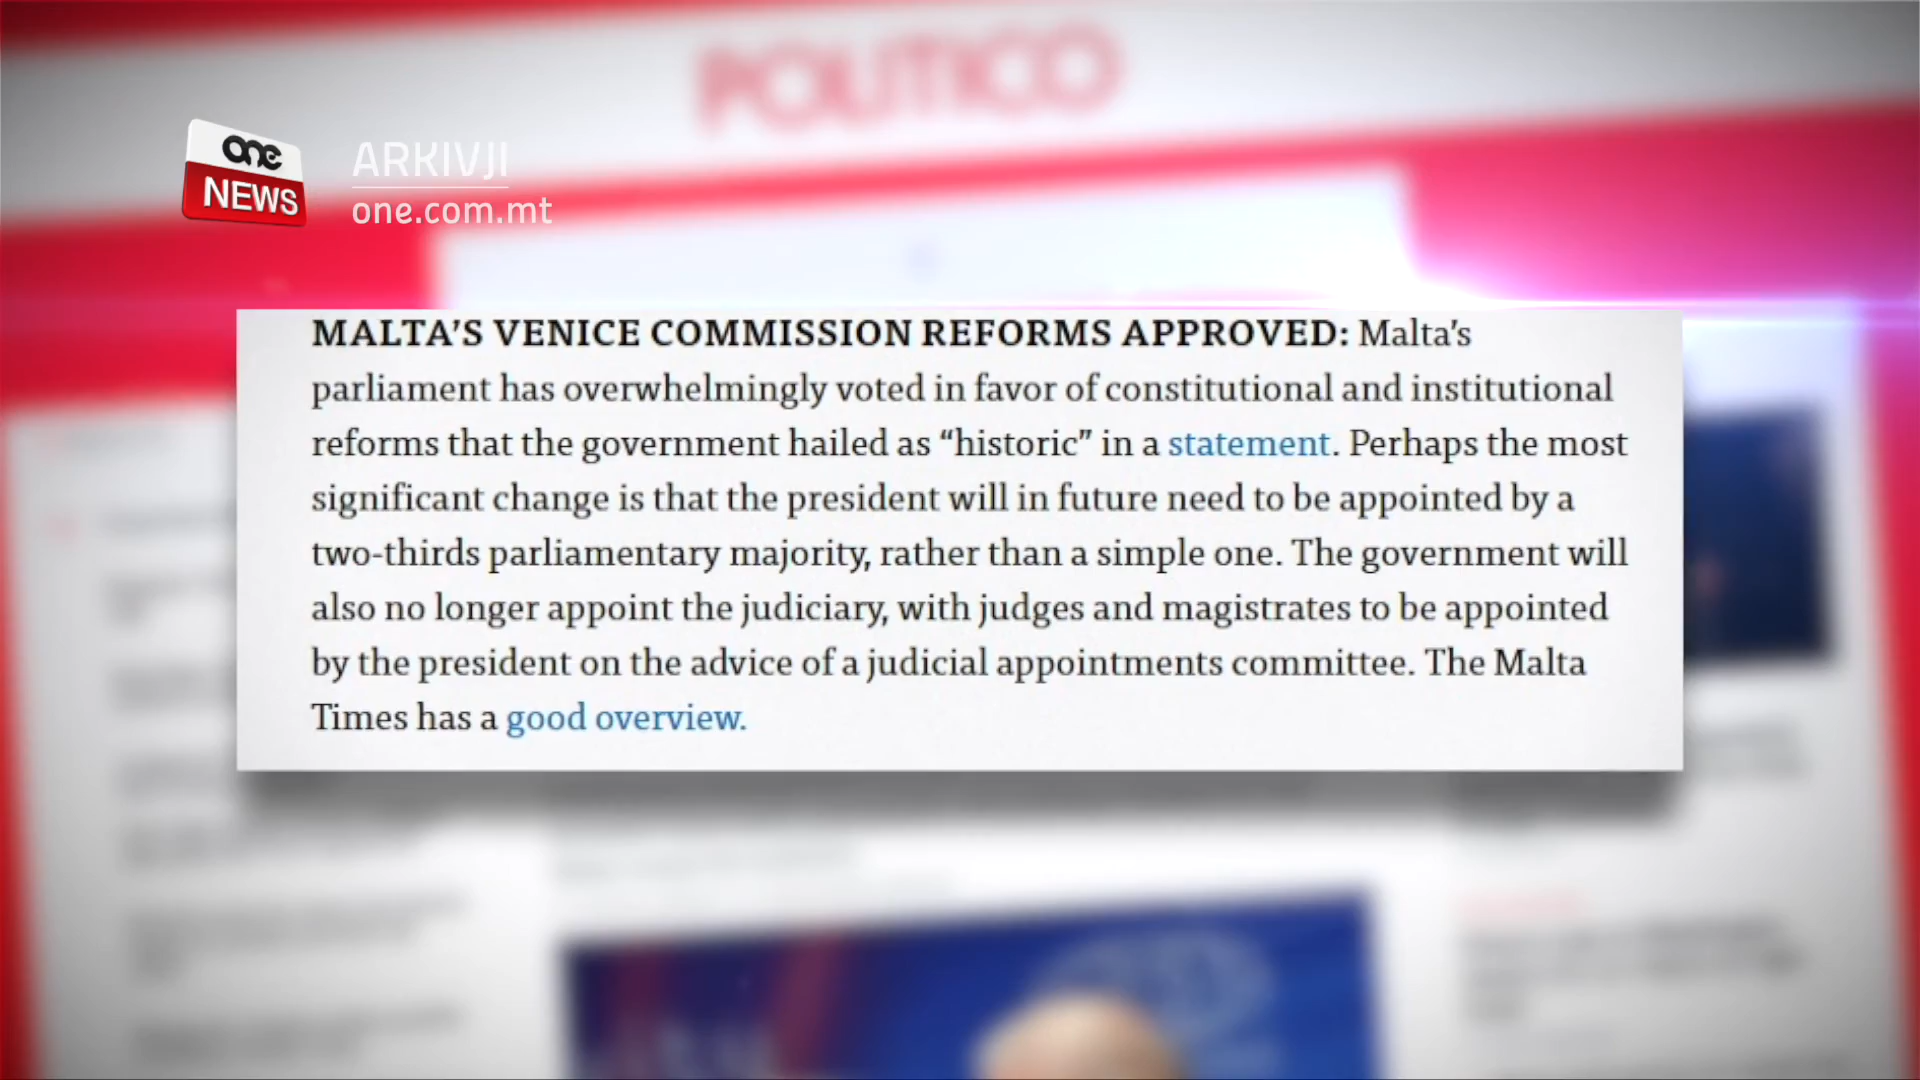 POLITICO
one
NEWS
ARKIVJI
one.com.mt
MALTA’S VENICE COMMISSION REFORMS APPROVED: Malta’s
parliament has overwhelmingly voted in favor of constitutional and institutional
reforms that the government hailed as “historic” in a statement. Perhaps the most
significant change is that the president will in future need to be appointed by a
two-thirds parliamentary majority, rather than a simple one. The government will
also no longer appoint the judiciary, with judges and magistrates to be appointed
by the president on the advice of a judicial appointments committee. The Malta
Times has a good overview.